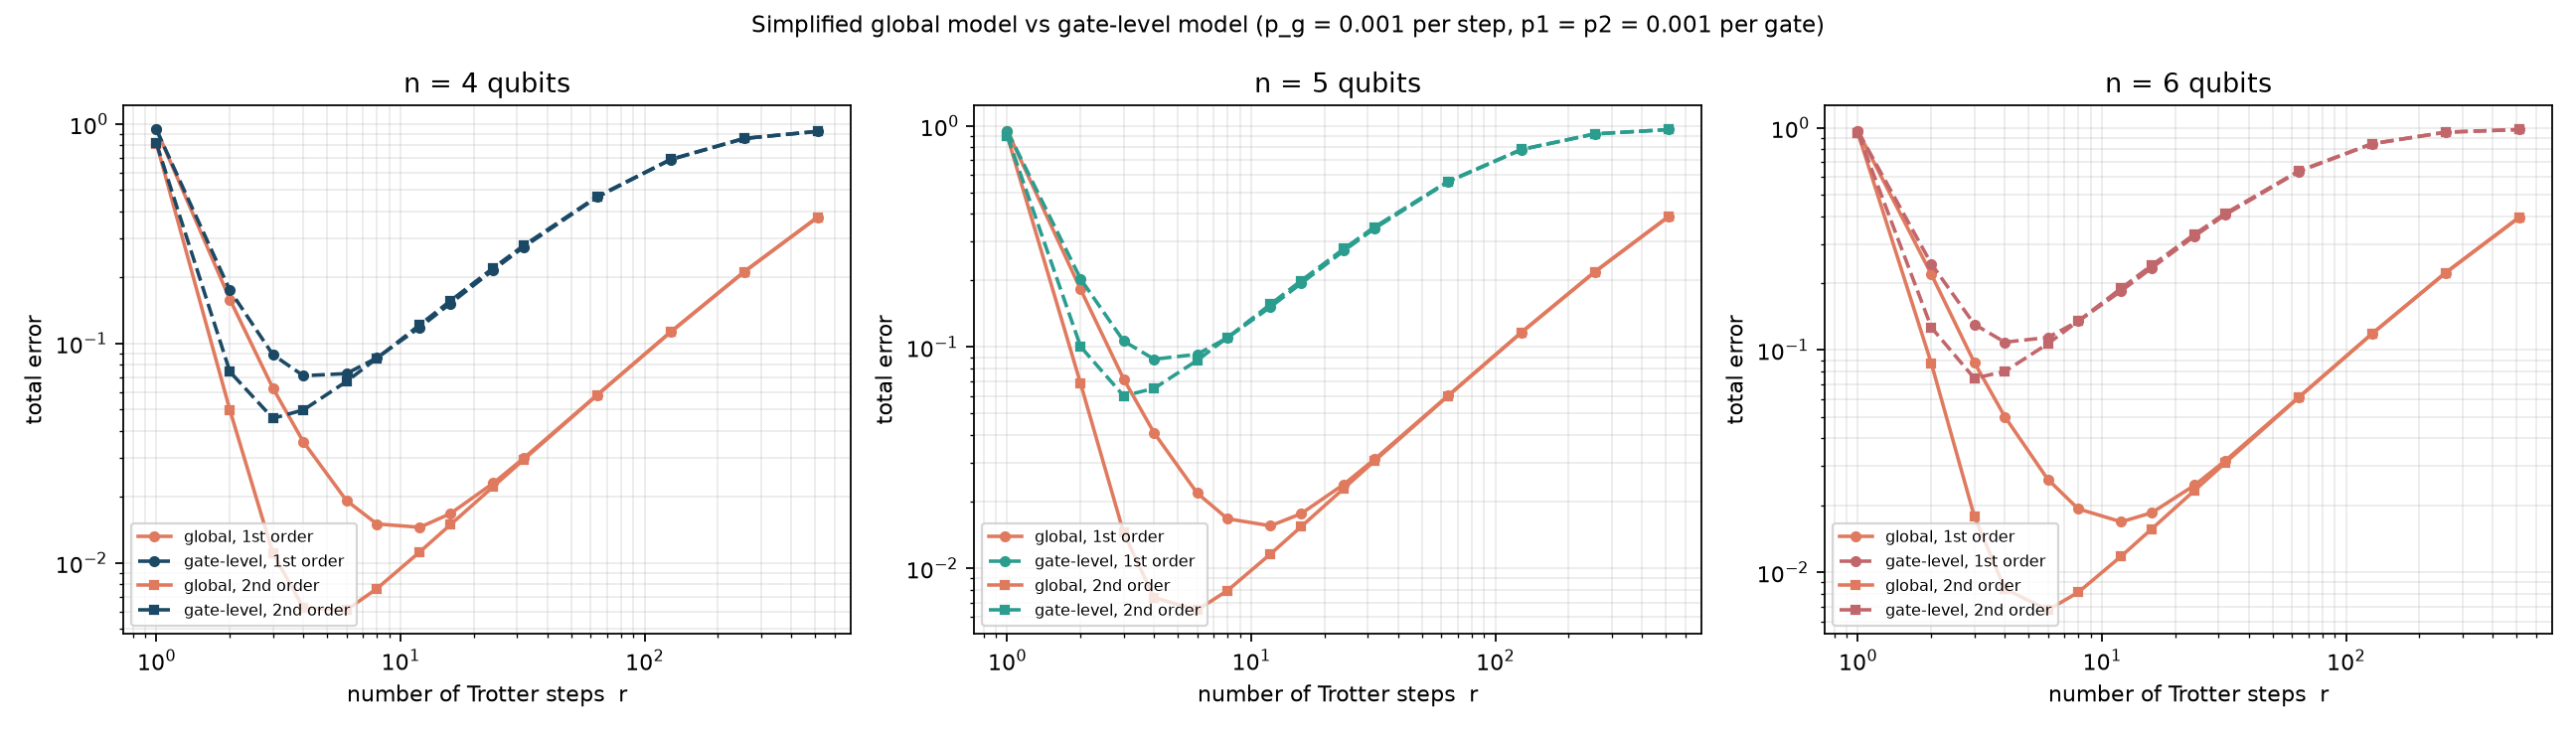 Simplified global model vs gate-level model (p_g = 0.001 per step, p1 = p2 = 0.001 per gate)
n = 4 qubits
total error
10⁰
10⁻¹
10⁻²
global, 1st order
gate-level, 1st order
global, 2nd order
gate-level, 2nd order
10⁰ 10¹ 10²
number of Trotter steps r
n = 5 qubits
total error
10⁰
10⁻¹
10⁻²
global, 1st order
gate-level, 1st order
global, 2nd order
gate-level, 2nd order
10⁰ 10¹ 10²
number of Trotter steps r
n = 6 qubits
total error
10⁰
10⁻¹
10⁻²
global, 1st order
gate-level, 1st order
global, 2nd order
gate-level, 2nd order
10⁰ 10¹ 10²
number of Trotter steps r